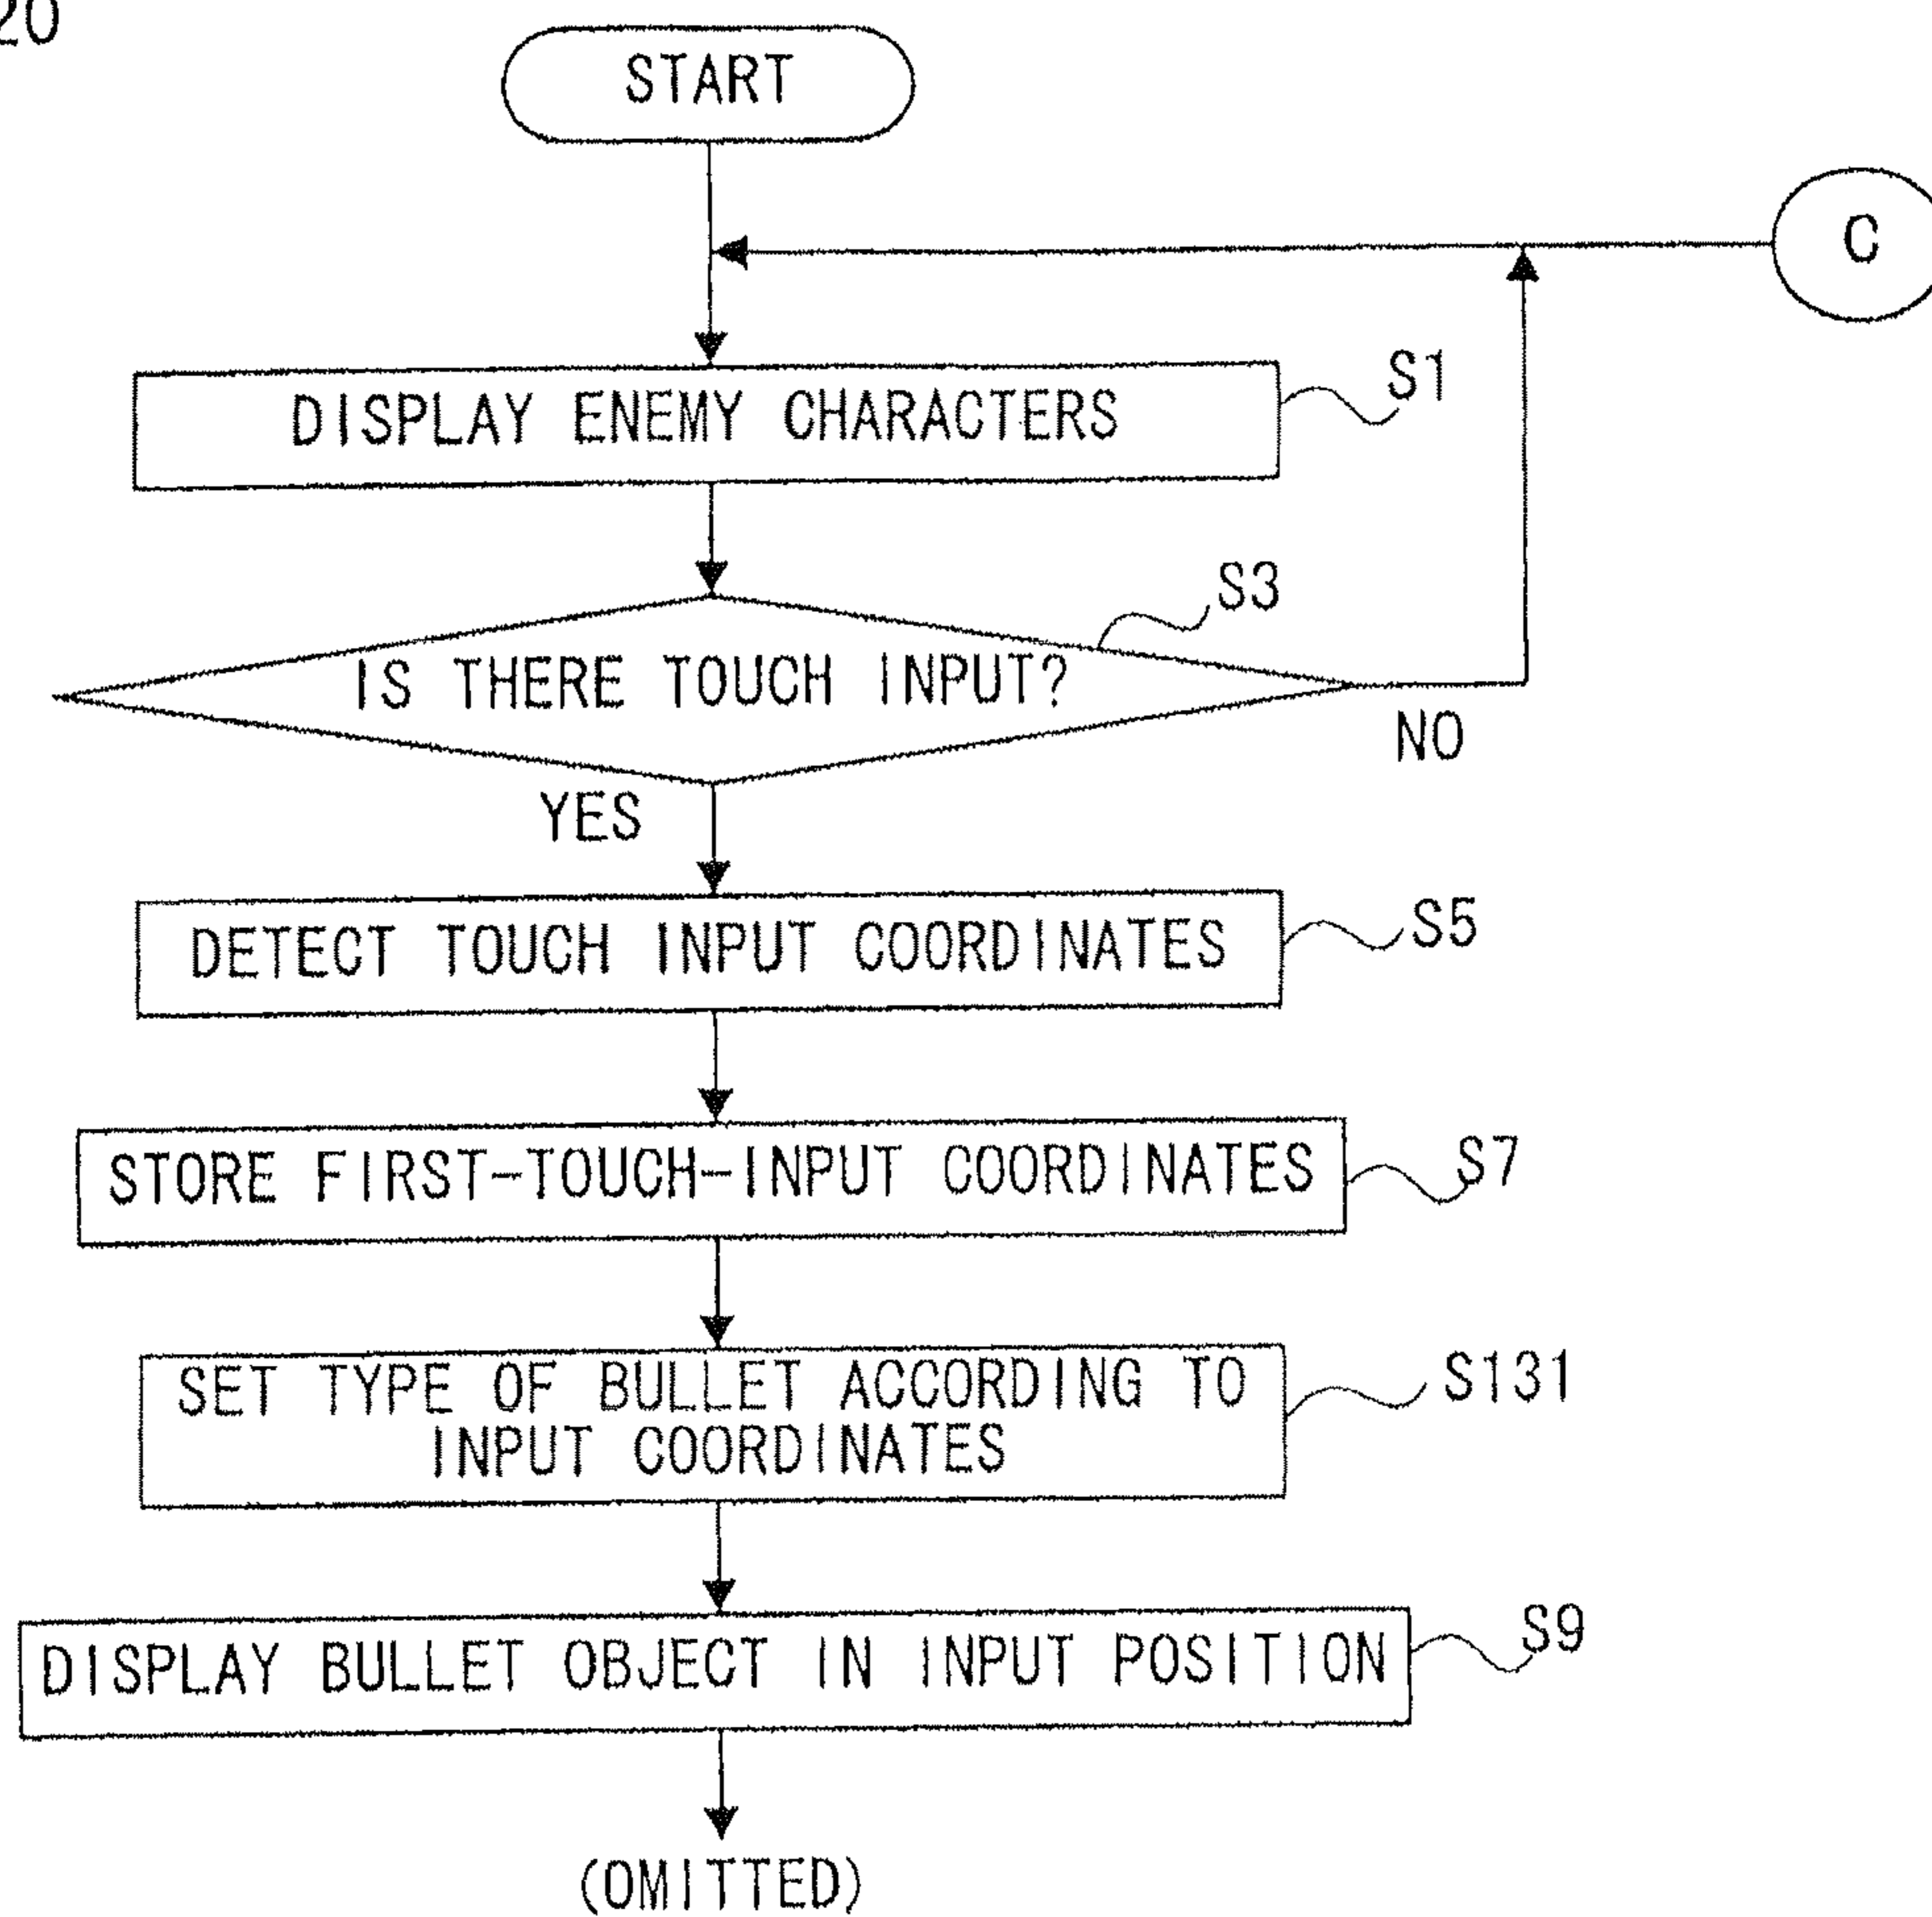 20
START
C
DISPLAY ENEMY CHARACTERS
S1
IS THERE TOUCH INPUT?
S3
NO
YES
DETECT TOUCH INPUT COORDINATES
S5
STORE FIRST-TOUCH-INPUT COORDINATES
S7
SET TYPE OF BULLET ACCORDING TO
INPUT COORDINATES
S131
DISPLAY BULLET OBJECT IN INPUT POSITION
S9
(OMITTED)